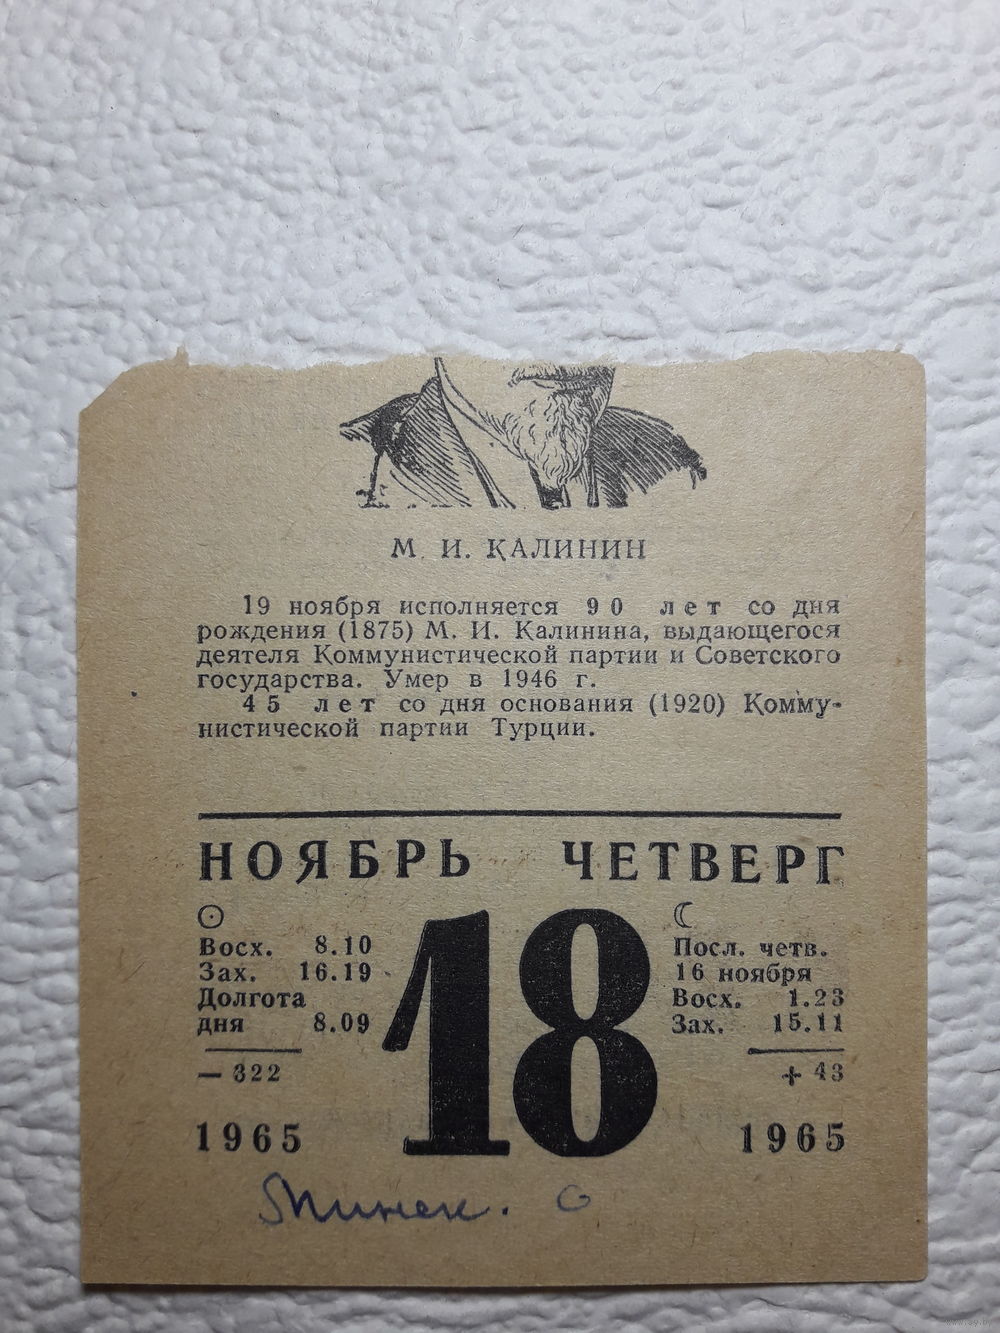 М. И. КАЛИНИН
19 ноября исполняется 90 лет со дня
рождения (1875) М. И. Калинина, выдающегося
деятеля Коммунистической партии и Советского
государства. Умер в 1946 г.
45 лет со дня основания (1920) Комму-
нистической партии Турции.
НОЯБРЬ ЧЕТВЕРГ
18
Восх. 8.10
Зах. 16.19
Долгота
дня 8.09
— 322
1965
☾
Посл. четв.
16 ноября
Восх. 1.23
Зах. 15.11
+ 43
1965